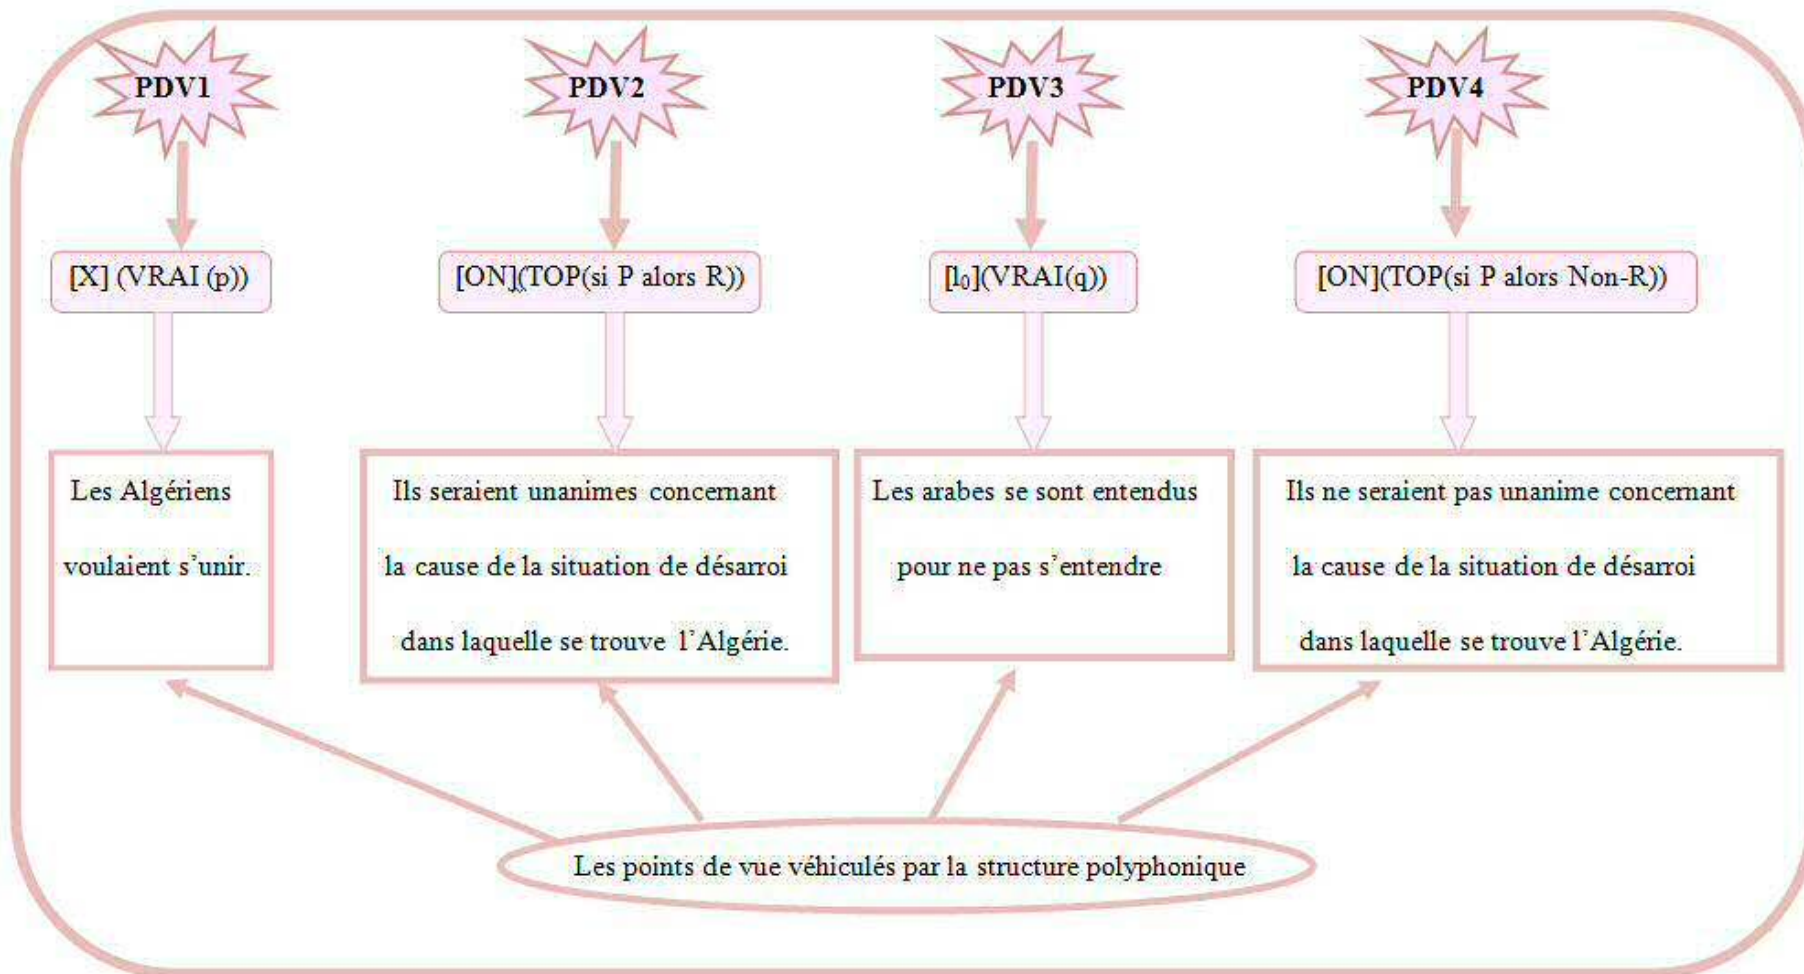 PDV1
PDV2
PDV3
PDV4
[X] (VRAI (p))
[ON](TOP(si P alors R))
[l₀](VRAI(q))
[ON](TOP(si P alors Non-R))
Les Algériens
voulaient s’unir.
Ils seraient unanimes concernant
la cause de la situation de désarroi
dans laquelle se trouve l’Algérie.
Les arabes se sont entendus
pour ne pas s’entendre
Ils ne seraient pas unanime concernant
la cause de la situation de désarroi
dans laquelle se trouve l’Algérie.
Les points de vue véhiculés par la structure polyphonique